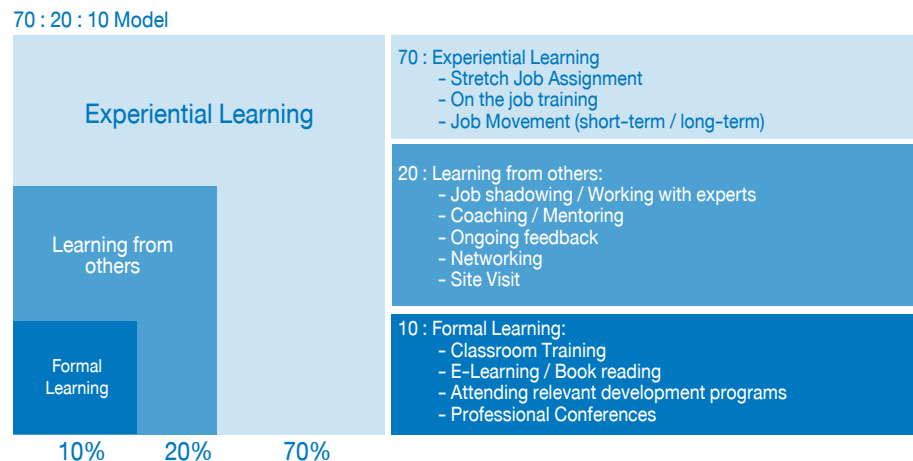 70 : 20 : 10 Model
Experiential Learning
Learning from
others
Formal
Learning
10%
20%
70%
70 : Experiential Learning
- Stretch Job Assignment
- On the job training
- Job Movement (short-term / long-term)
20 : Learning from others:
- Job shadowing / Working with experts
- Coaching / Mentoring
- Ongoing feedback
- Networking
- Site Visit
10 : Formal Learning:
- Classroom Training
- E-Learning / Book reading
- Attending relevant development programs
- Professional Conferences